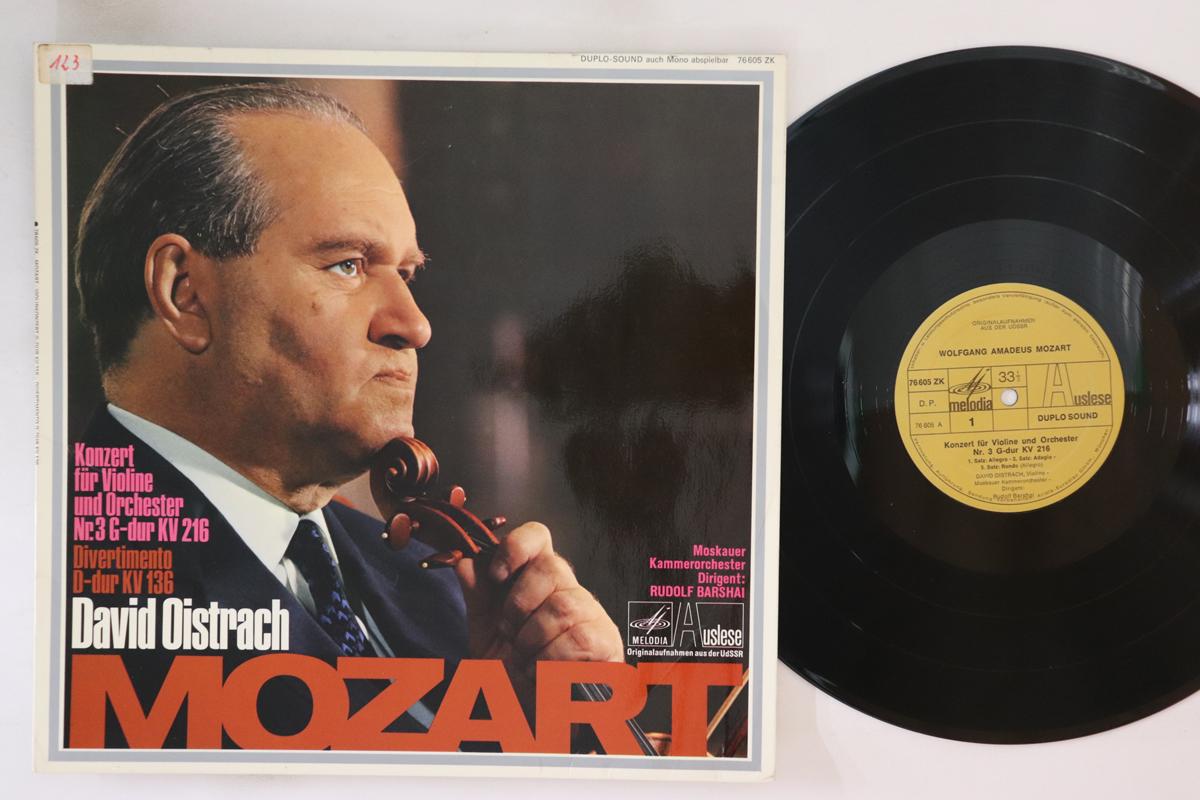 123
DUPLO-SOUND auch Mono abspielbar 76605 ZK
Konzert
für Violine
und Orchester
Nr.3 G-dur KV 216
Divertimento
D-dur KV 136
David Oistrach
MOZART
Moskauer
Kammerorchester
Dirigent:
RUDOLF BARSHAI
MELODIA Auslese
Originalaufnahmen aus der UdSSR
ORIGINALAUFNAHMEN
AUS DER UDSSR
WOLFGANG AMADEUS MOZART
76605 ZK
D.P.
76 605 A
melodia
1
33⅓
Auslese
DUPLO SOUND
Konzert für Violine und Orchester
Nr. 3 G-dur KV 216
1. Satz: Allegro - 2. Satz: Adagio -
3. Satz: Rondo (Allegro)
DAVID OISTRACH, Violine -
Moskauer Kammerorchester -
Dirigent:
Rudolf Barshai